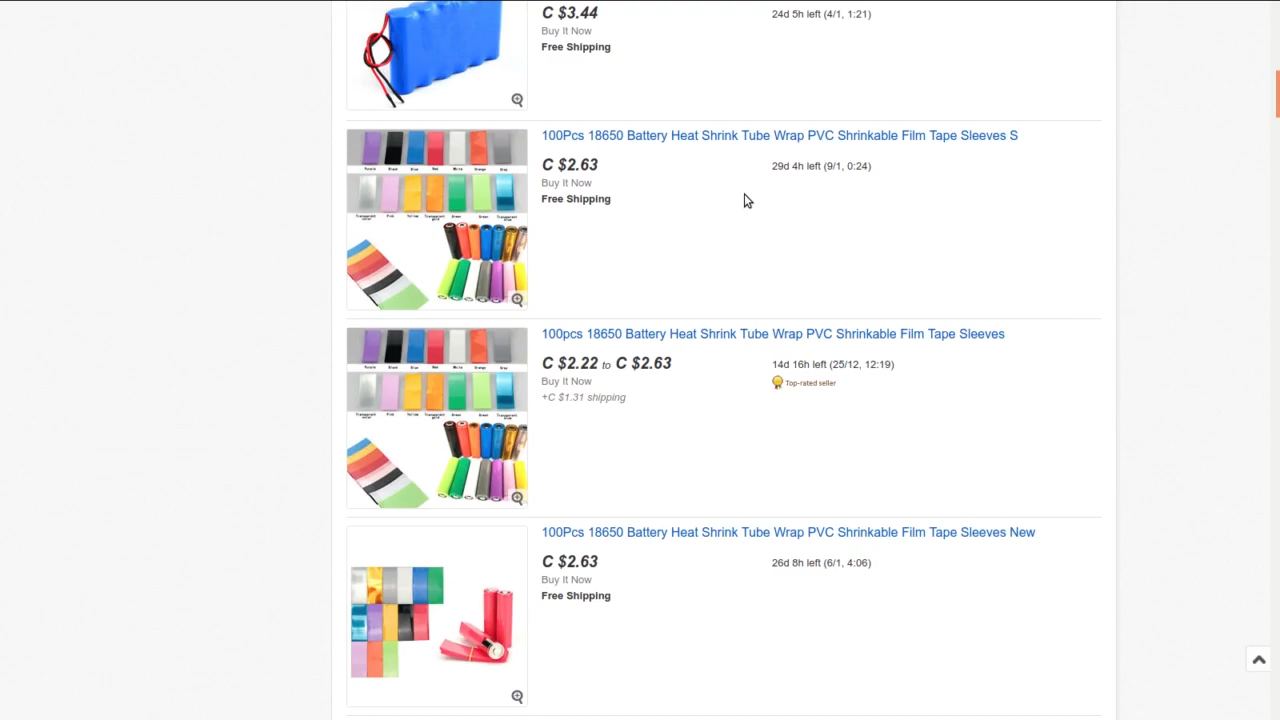 C $3.44
24d 5h left (4/1, 1:21)
Buy It Now
Free Shipping
100Pcs 18650 Battery Heat Shrink Tube Wrap PVC Shrinkable Film Tape Sleeves S
C $2.63
29d 4h left (9/1, 0:24)
Buy It Now
Free Shipping
100pcs 18650 Battery Heat Shrink Tube Wrap PVC Shrinkable Film Tape Sleeves
C $2.22 to C $2.63
14d 16h left (25/12, 12:19)
Buy It Now
Top-rated seller
+C $1.31 shipping
100Pcs 18650 Battery Heat Shrink Tube Wrap PVC Shrinkable Film Tape Sleeves New
C $2.63
26d 8h left (6/1, 4:06)
Buy It Now
Free Shipping